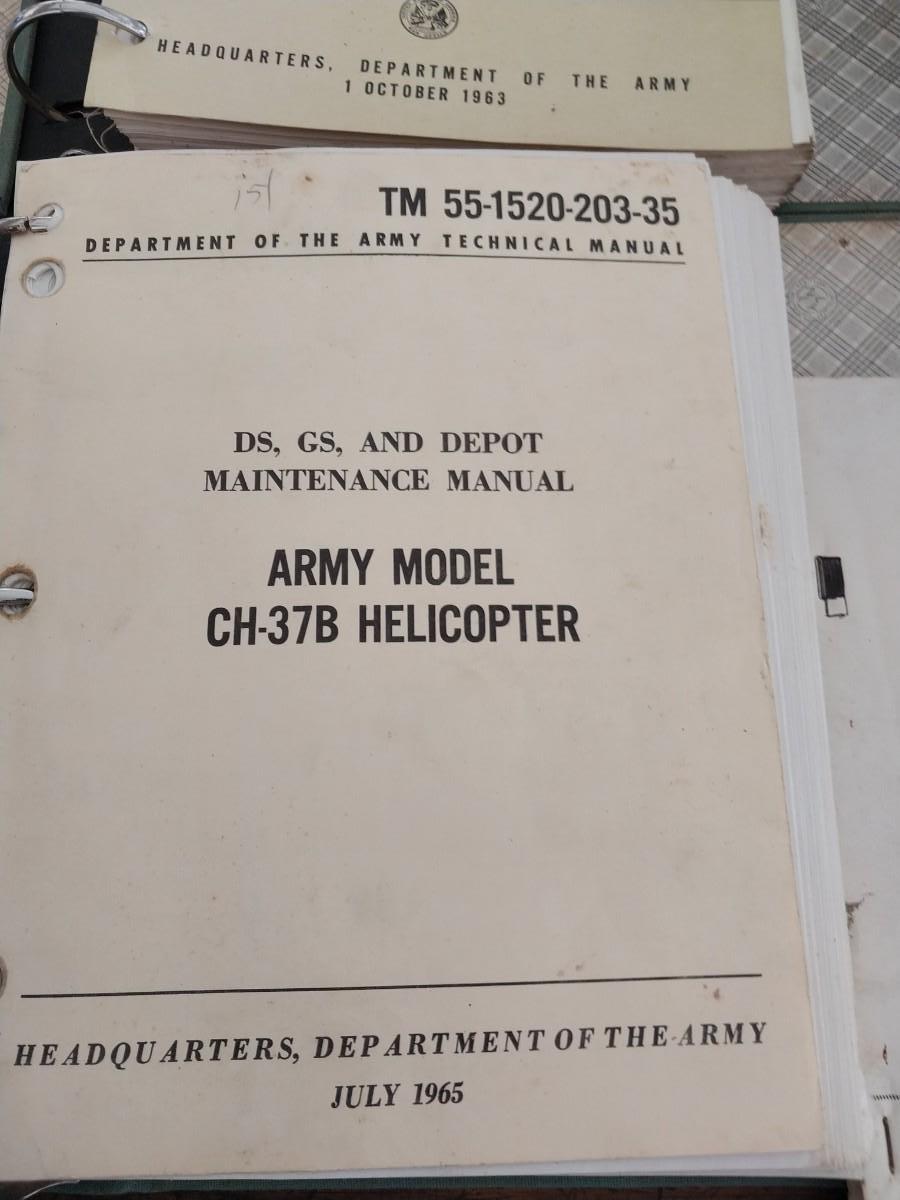 HEADQUARTERS, DEPARTMENT OF THE ARMY
1 OCTOBER 1963
TM 55-1520-203-35
DEPARTMENT OF THE ARMY TECHNICAL MANUAL
DS, GS, AND DEPOT
MAINTENANCE MANUAL
ARMY MODEL
CH-37B HELICOPTER
HEADQUARTERS, DEPARTMENT OF THE ARMY
JULY 1965